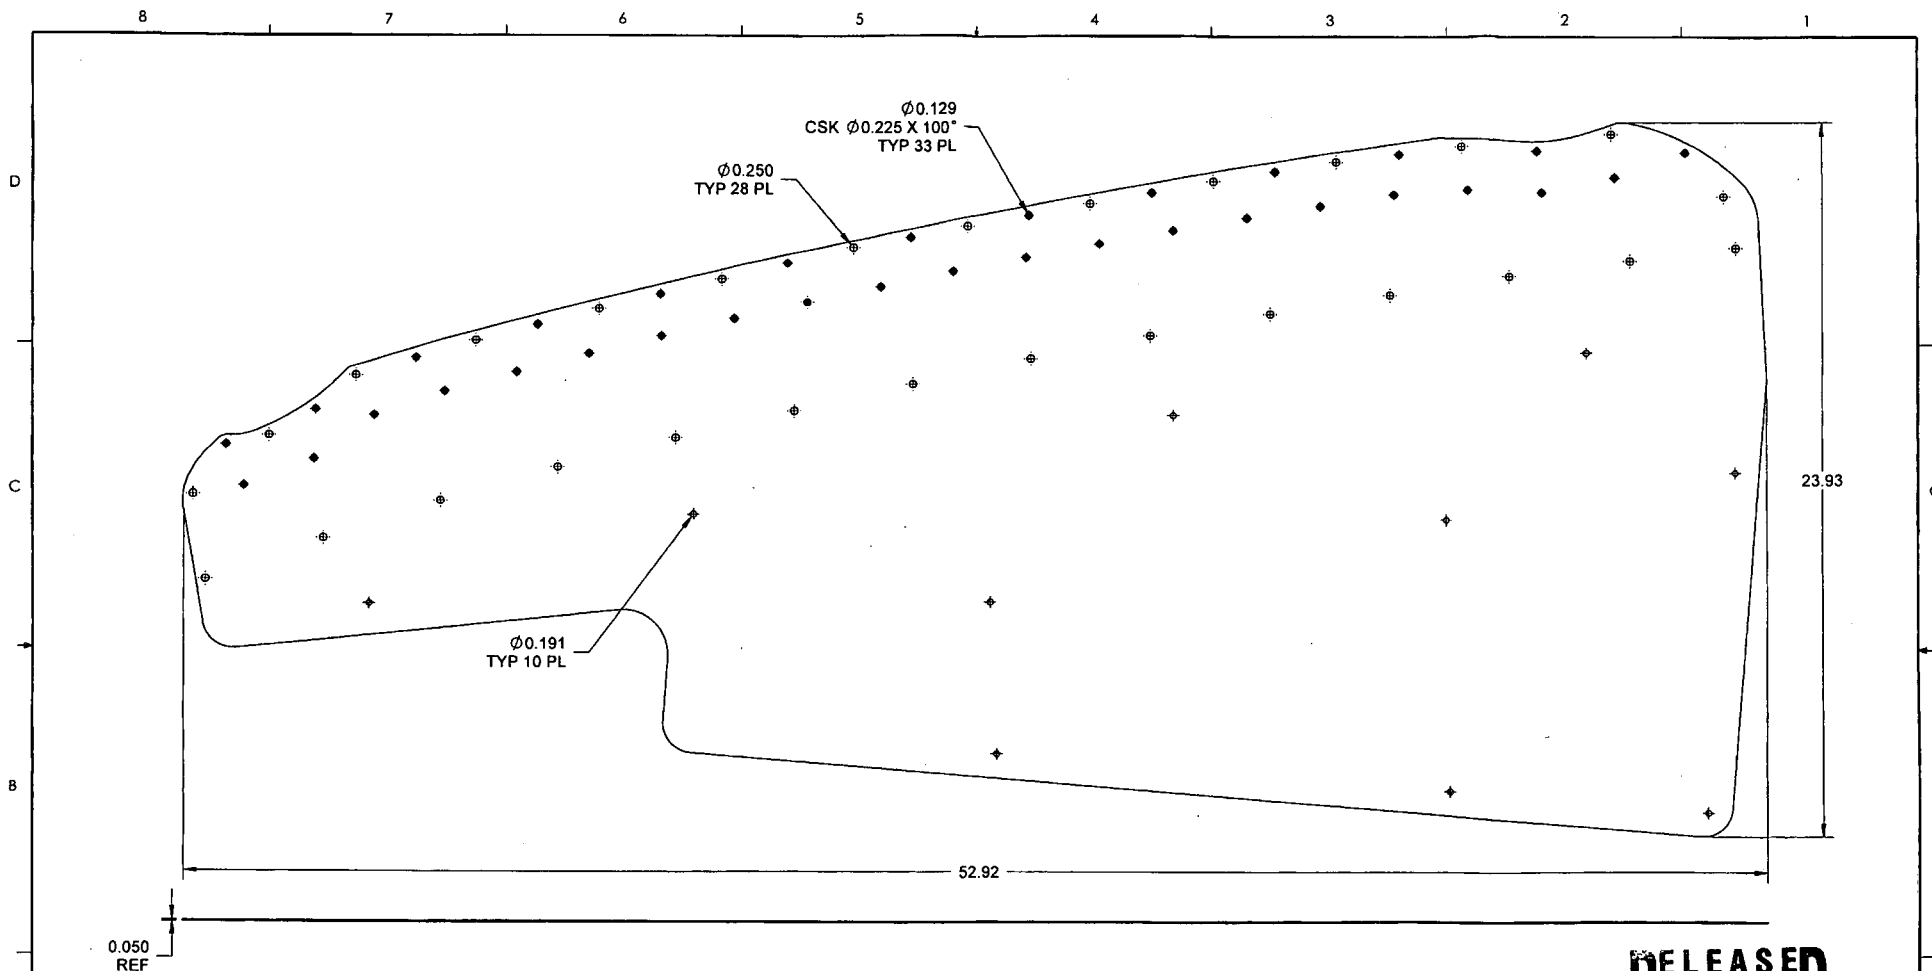 8 7 6 5 4 3 2 1
Ø0.129
CSK Ø0.225 X 100°
TYP 33 PL
Ø0.250
TYP 28 PL
D
C
23.93
Ø0.191
TYP 10 PL
B
52.92
0.050
REF
RELEASED